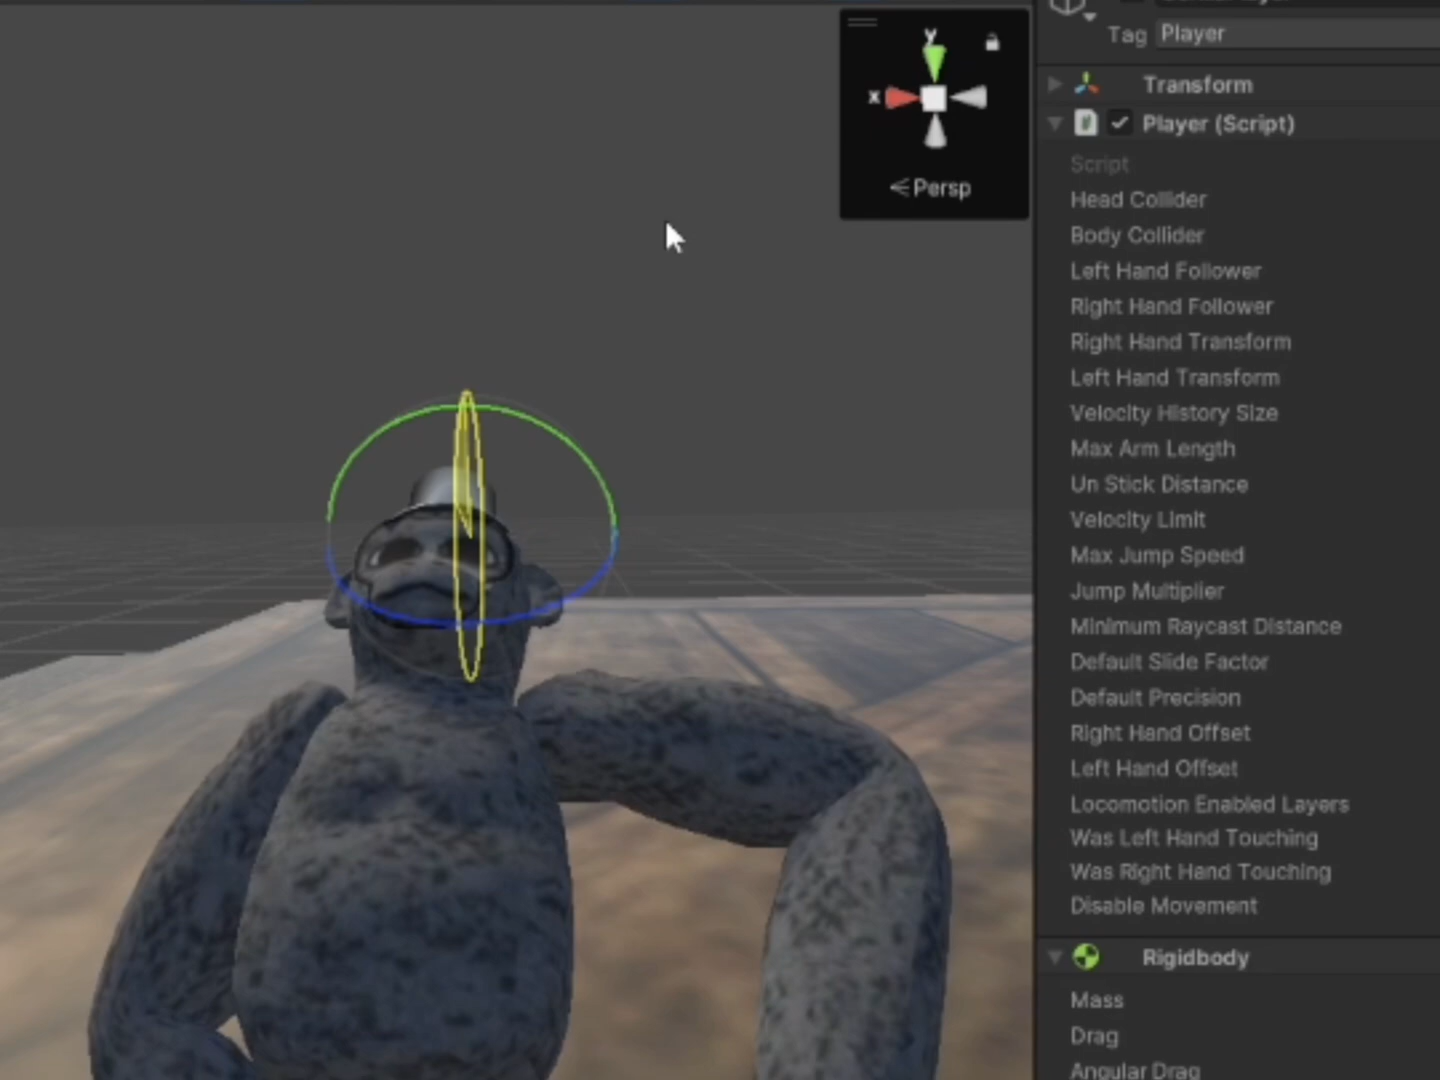 y
x
Persp
Tag Player
Transform
Player (Script)
Script
Head Collider
Body Collider
Left Hand Follower
Right Hand Follower
Right Hand Transform
Left Hand Transform
Velocity History Size
Max Arm Length
Un Stick Distance
Velocity Limit
Max Jump Speed
Jump Multiplier
Minimum Raycast Distance
Default Slide Factor
Default Precision
Right Hand Offset
Left Hand Offset
Locomotion Enabled Layers
Was Left Hand Touching
Was Right Hand Touching
Disable Movement
Rigidbody
Mass
Drag
Angular Drag